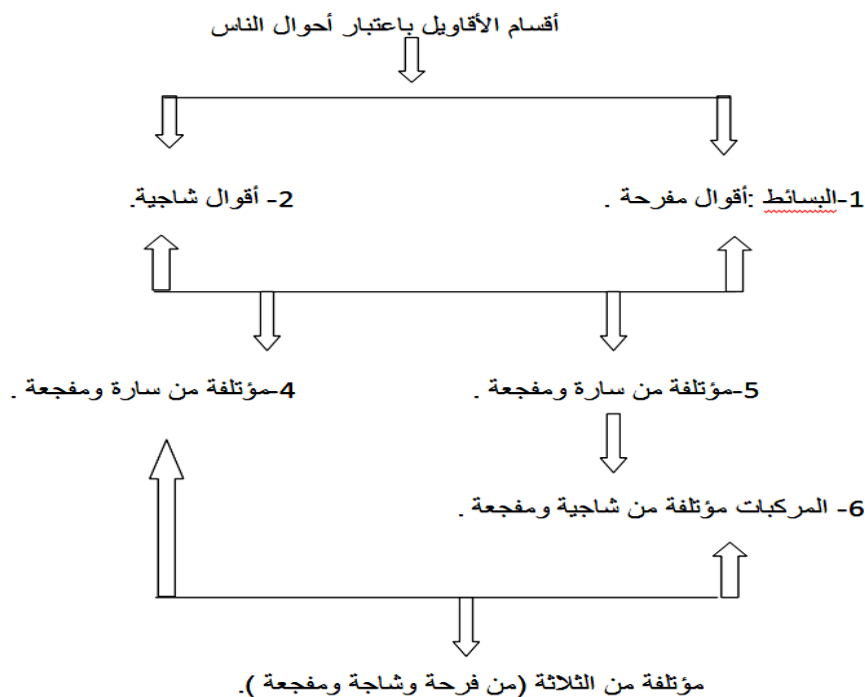 أقسام الأقاويل باعتبار أحوال الناس
1-البسائط :أقوال مفرحة .
2- أقوال شاجية.
5-مؤتلفة من سارة ومفجعة .
4-مؤتلفة من سارة ومفجعة .
6- المركبات مؤتلفة من شاجية ومفجعة .
مؤتلفة من الثلاثة (من فرحة وشاجة ومفجعة ).